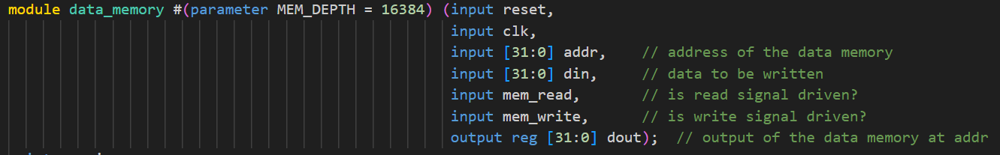 module data_memory #(parameter MEM_DEPTH = 16384) (input reset,
input clk,
input [31:0] addr,    // address of the data memory
input [31:0] din,     // data to be written
input mem_read,       // is read signal driven?
input mem_write,      // is write signal driven?
output reg [31:0] dout);  // output of the data memory at addr